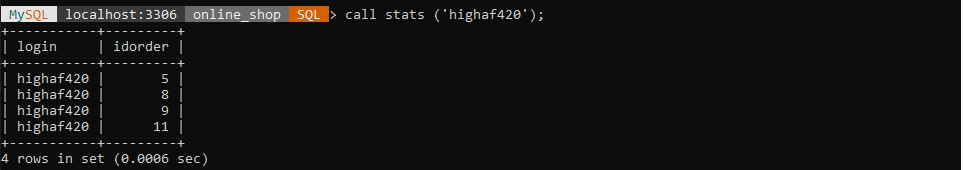 MySQL localhost:3306 online_shop SQL > call stats ('highaf420');
+-----------+---------+
| login     | idorder |
+-----------+---------+
| highaf420 |       5 |
| highaf420 |       8 |
| highaf420 |       9 |
| highaf420 |      11 |
+-----------+---------+
4 rows in set (0.0006 sec)